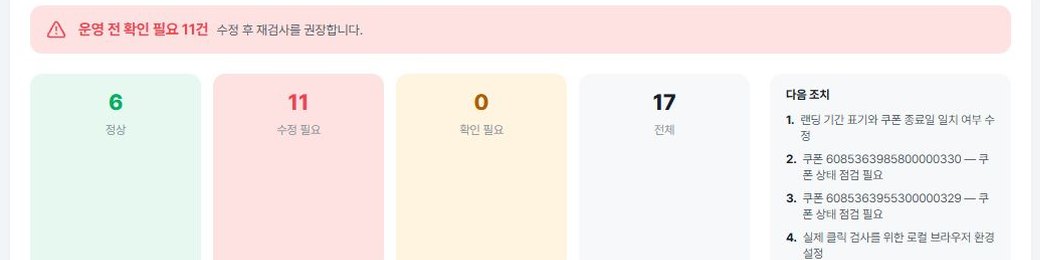 운영 전 확인 필요 11건 수정 후 재검사를 권장합니다.
6
정상
11
수정 필요
0
확인 필요
17
전체
다음 조치
1. 랜딩 기간 표기와 쿠폰 종료일 일치 여부 수
정
2. 쿠폰 6085363985800000330 — 쿠
폰 상태 점검 필요
3. 쿠폰 6085363955300000329 — 쿠
폰 상태 점검 필요
4. 실제 클릭 검사를 위한 로컬 브라우저 환경
설정